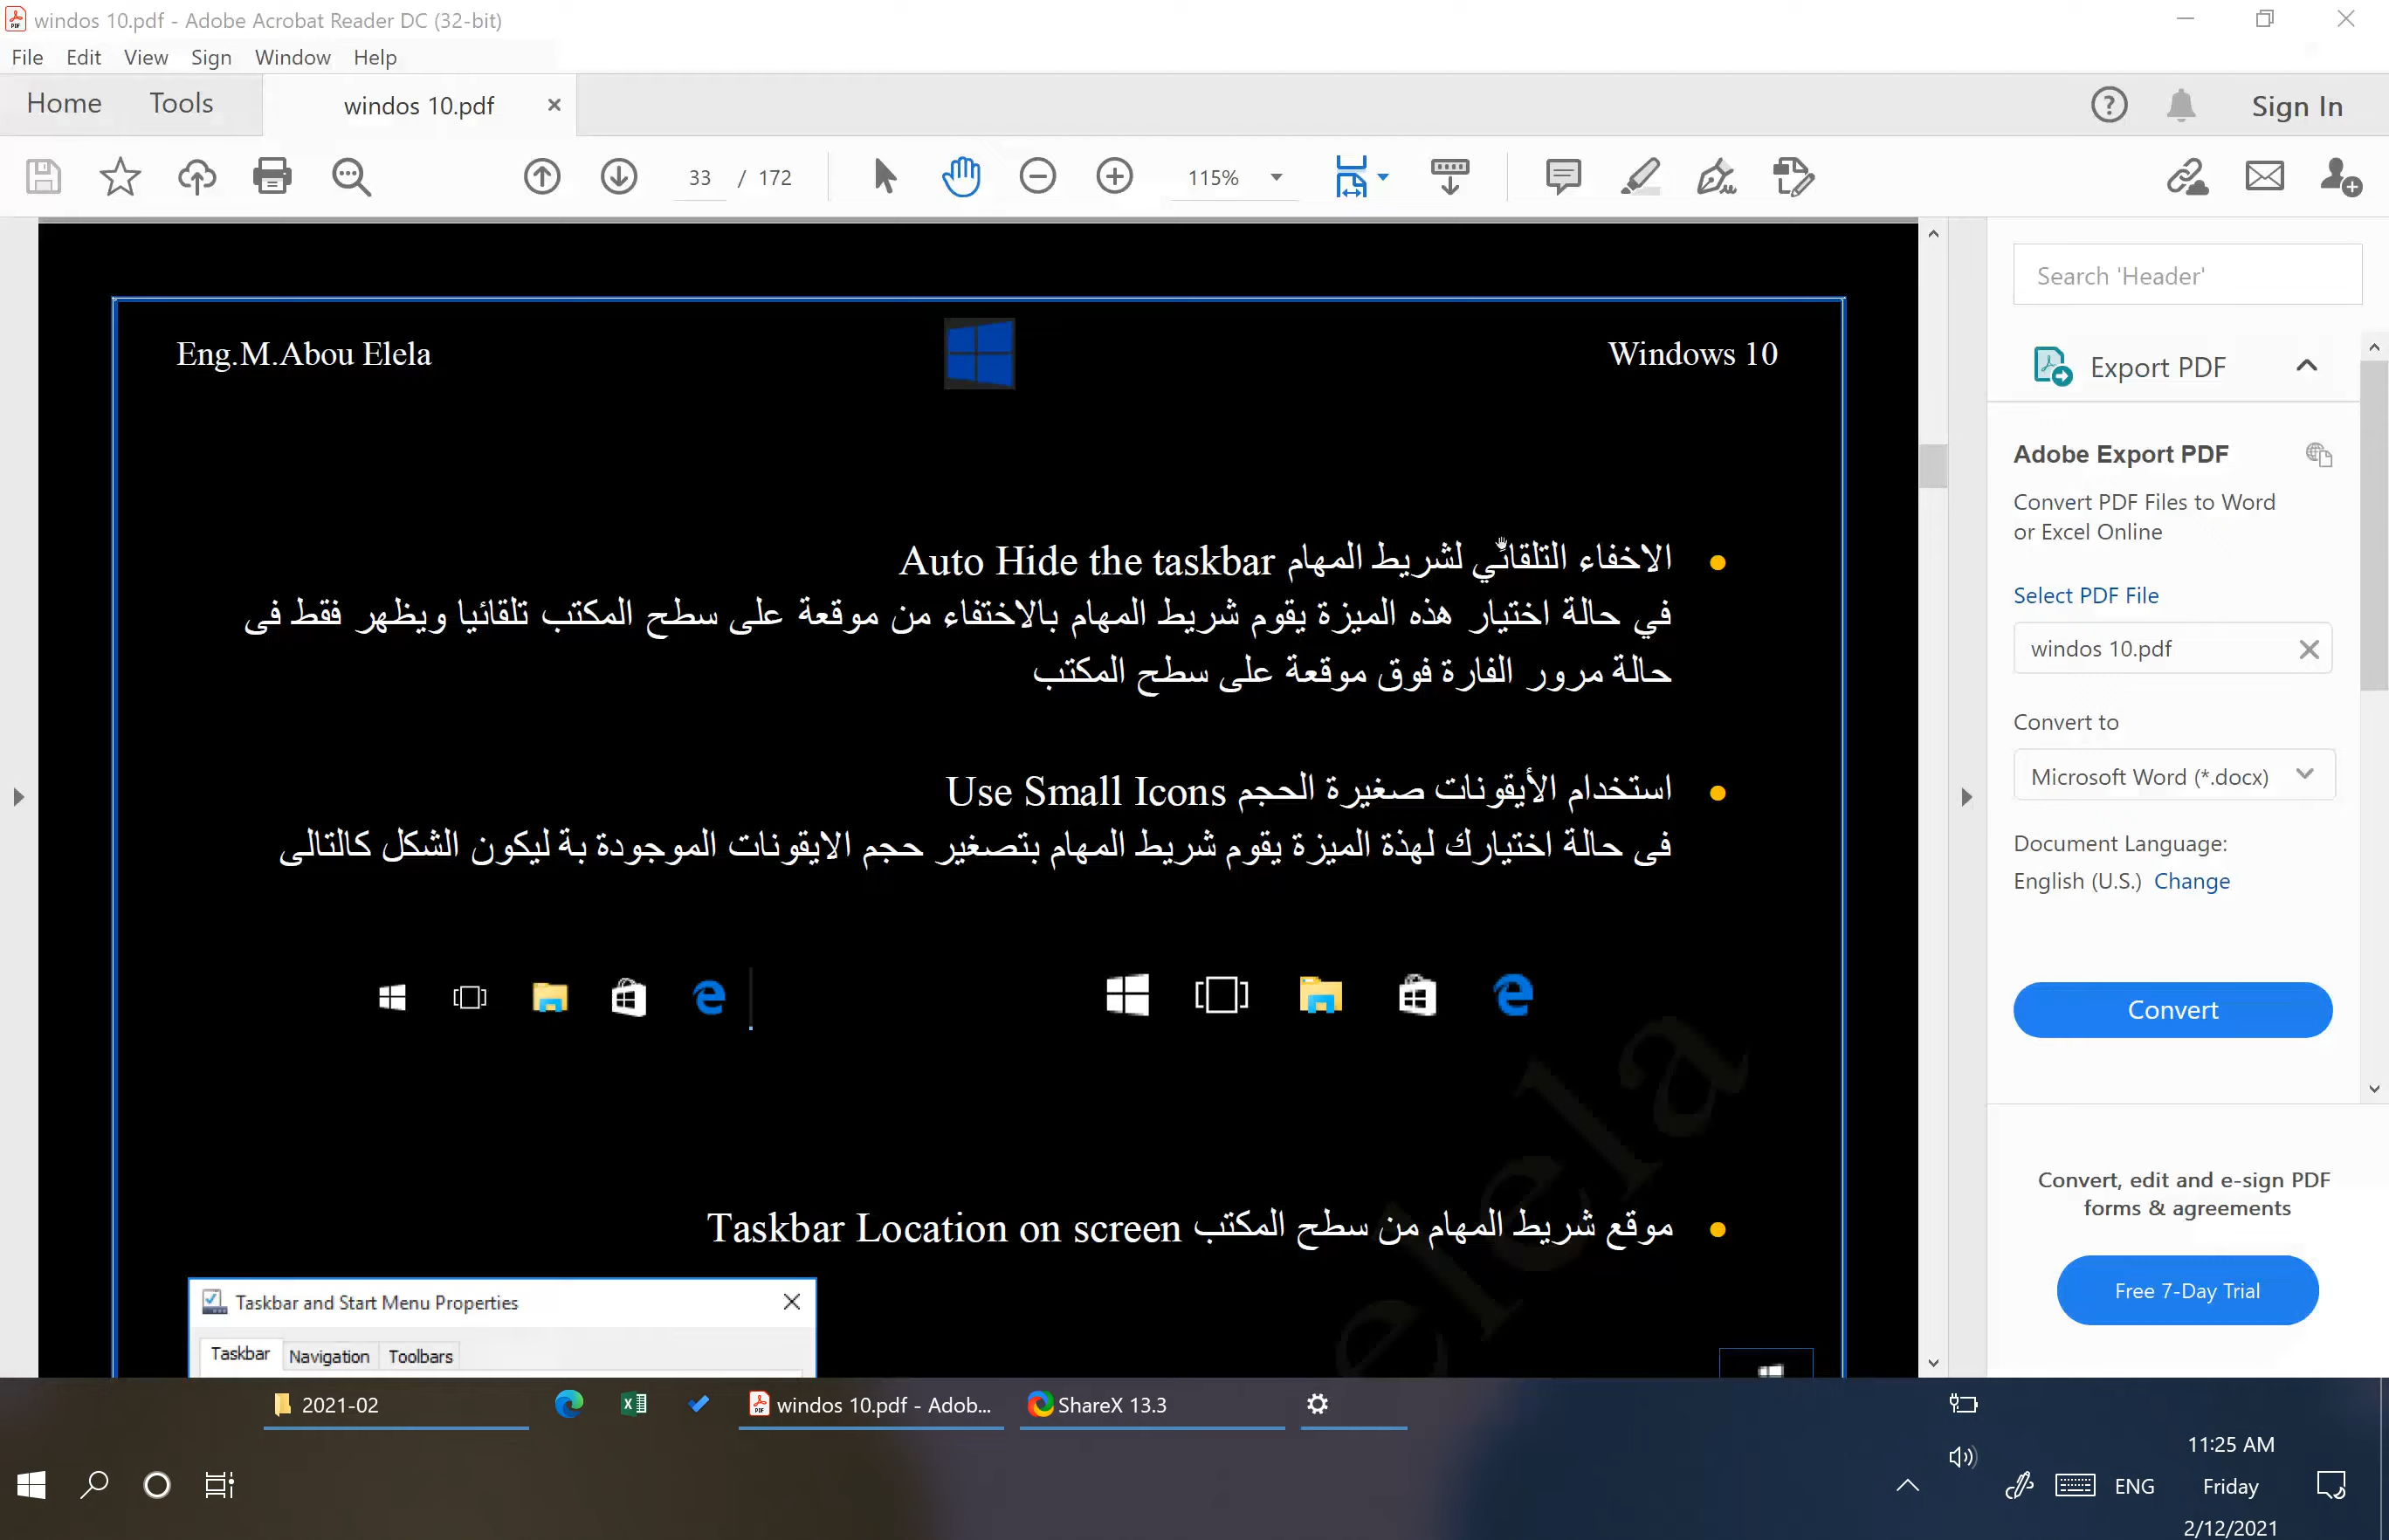 windos 10.pdf - Adobe Acrobat Reader DC (32-bit)
File Edit View Sign Window Help
Home Tools windos 10.pdf Sign In
33 / 172 115%
Eng.M.Abou Elela Windows 10
الاخفاء التلقائي لشريط المهام Auto Hide the taskbar
في حالة اختيار هذه الميزة يقوم شريط المهام بالاختفاء من موقعة على سطح المكتب تلقائيا ويظهر فقط فى
حالة مرور الفارة فوق موقعة على سطح المكتب
استخدام الأيقونات صغيرة الحجم Use Small Icons
فى حالة اختيارك لهذة الميزة يقوم شريط المهام بتصغير حجم الايقونات الموجودة بة ليكون الشكل كالتالى
موقع شريط المهام من سطح المكتب Taskbar Location on screen
elela
Taskbar and Start Menu Properties
Taskbar Navigation Toolbars
Search 'Header'
Export PDF
Adobe Export PDF
Convert PDF Files to Word
or Excel Online
Select PDF File
windos 10.pdf
Convert to
Microsoft Word (*.docx)
Document Language:
English (U.S.) Change
Convert
Convert, edit and e-sign PDF
forms & agreements
Free 7-Day Trial
2021-02 windos 10.pdf - Adob... ShareX 13.3
11:25 AM
ENG Friday
2/12/2021